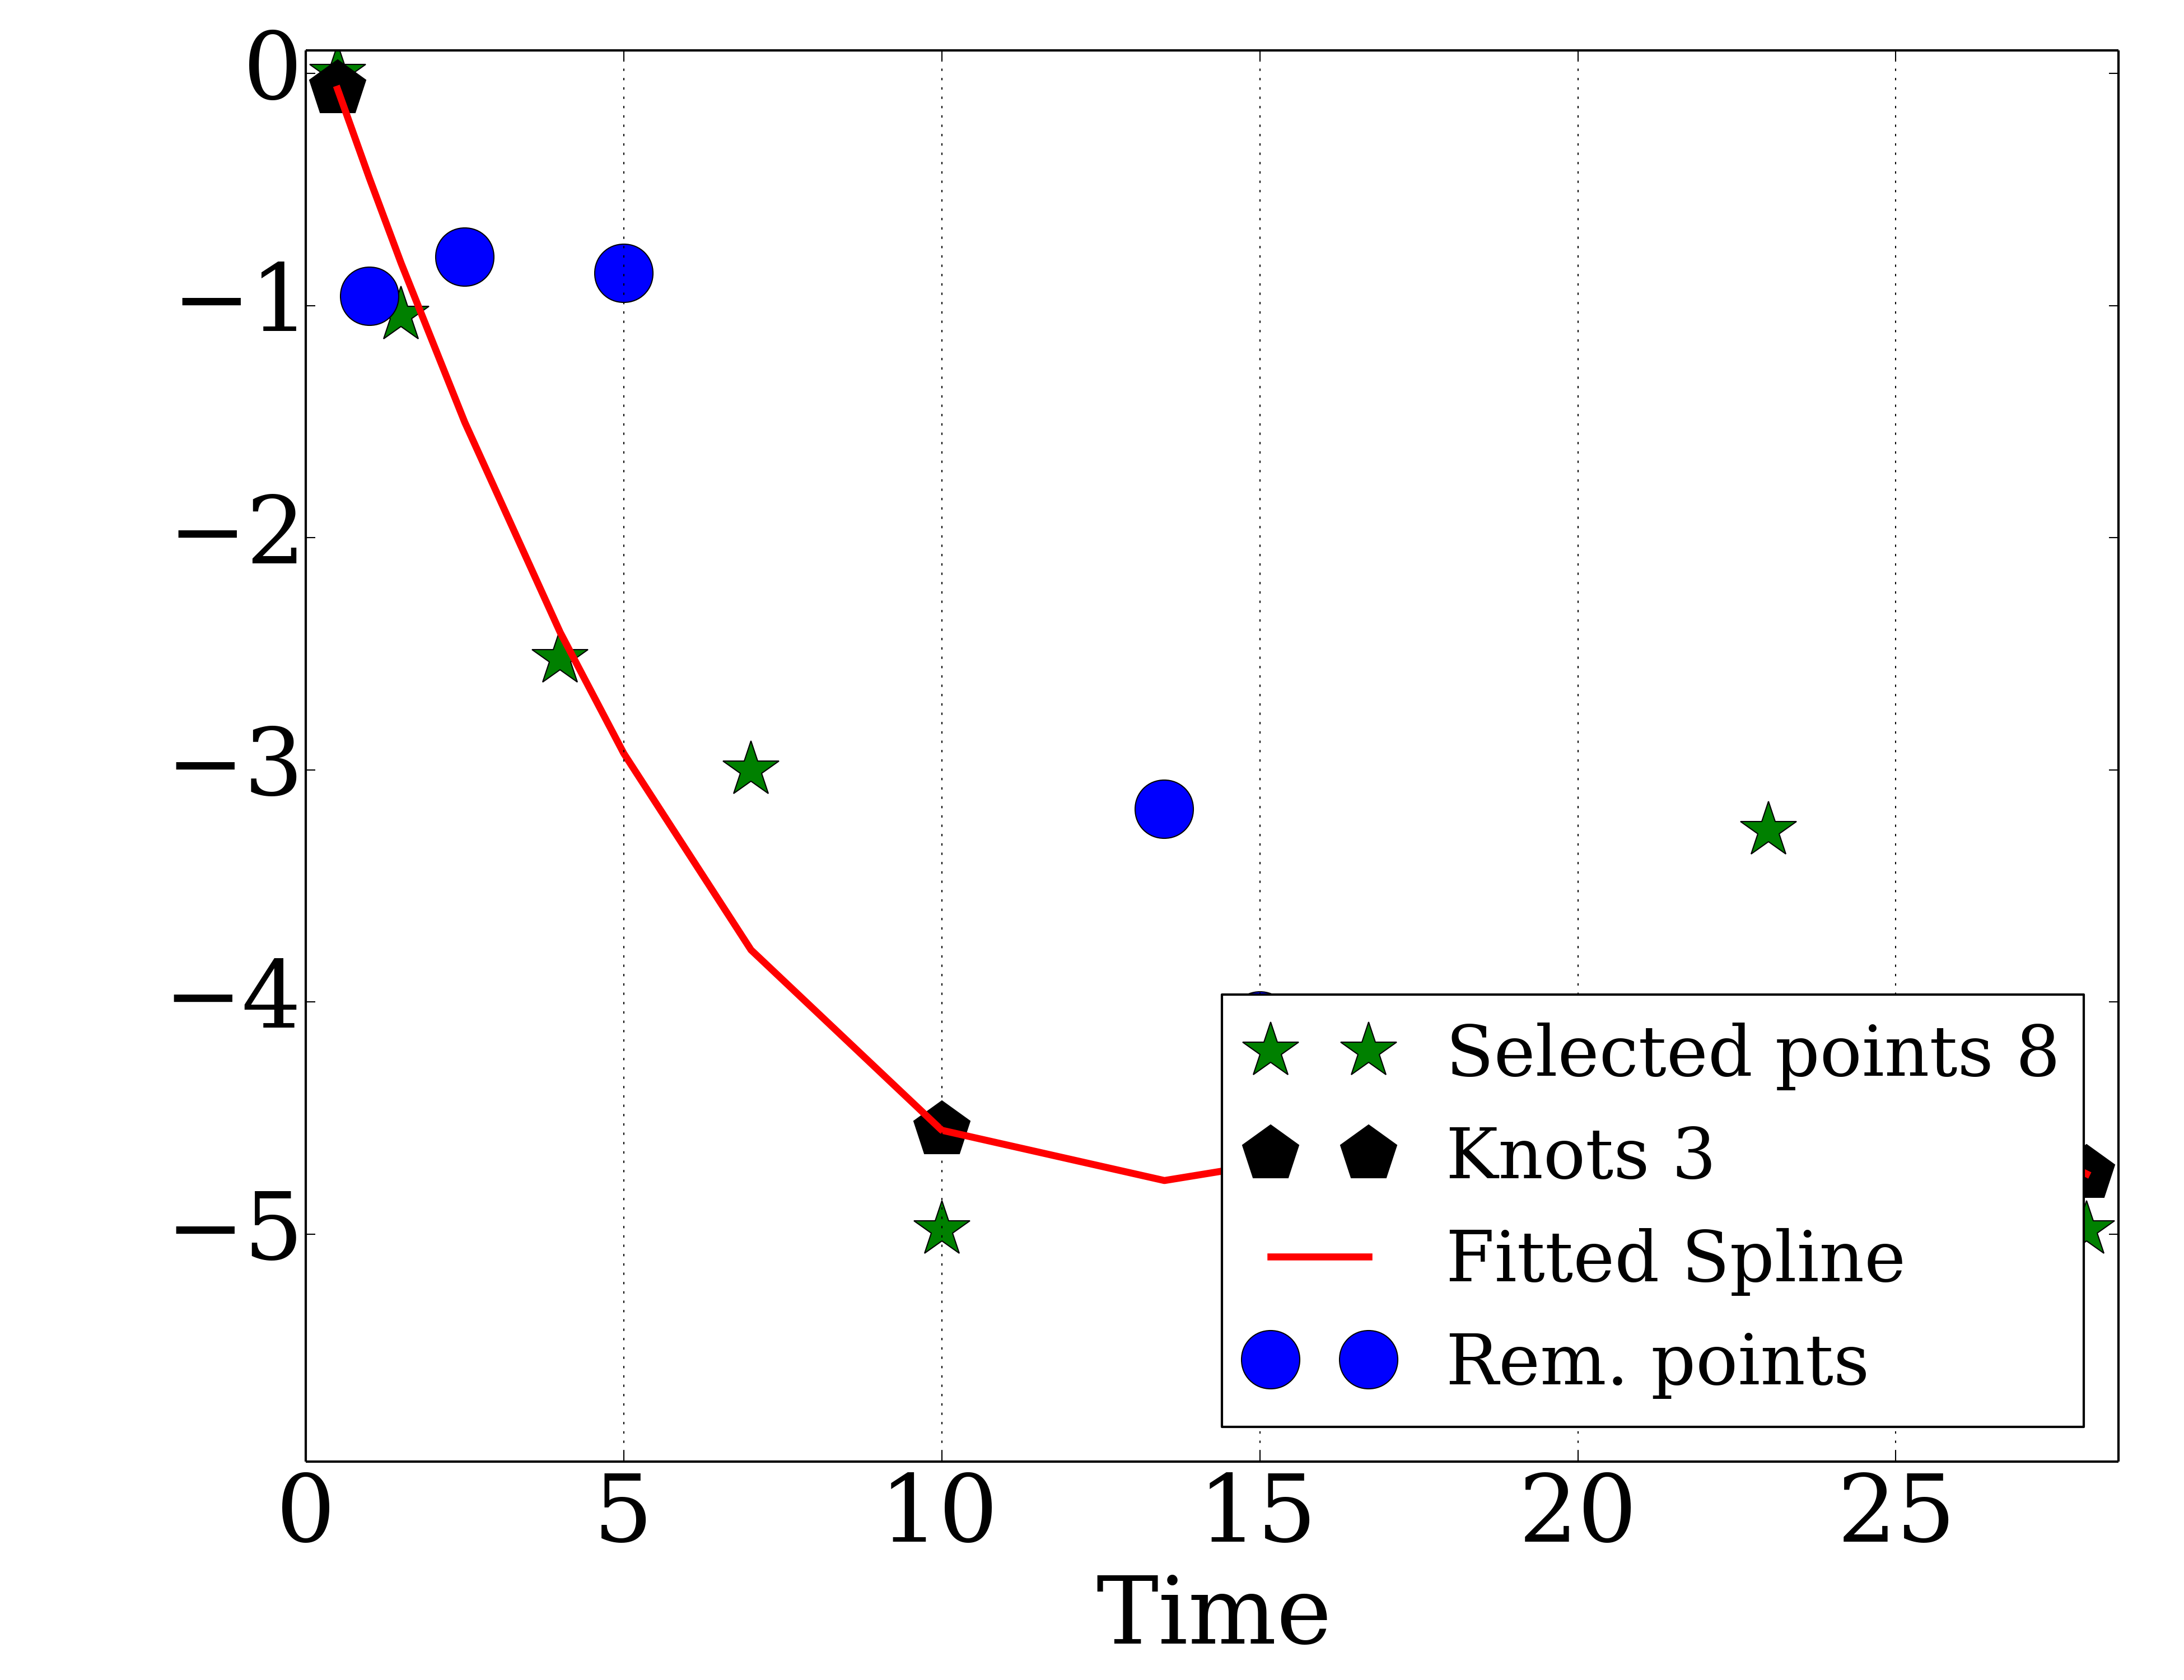 0
−1
−2
−3
−4
−5
Selected points 8
Knots 3
Fitted Spline
Rem. points
0 5 10 15 20 25
Time